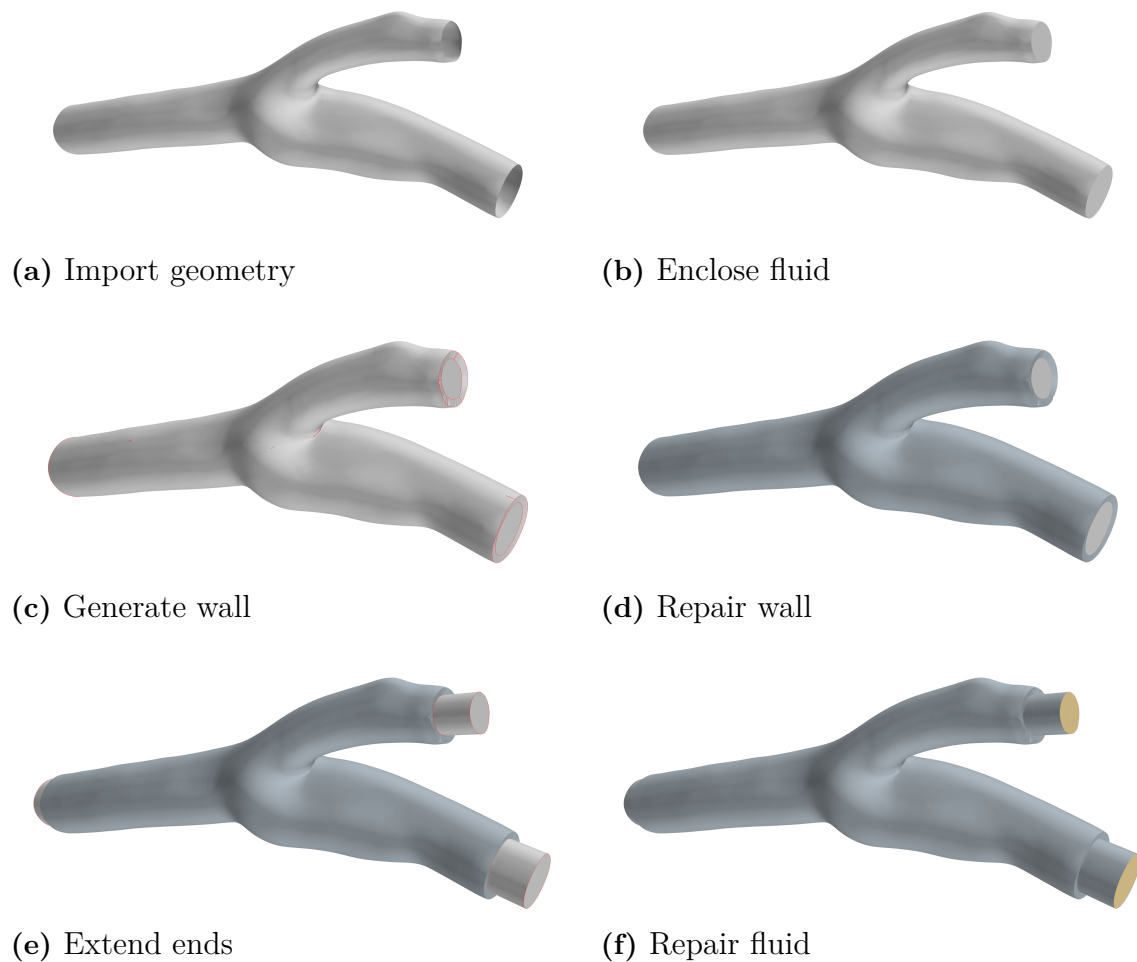 (a) Import geometry
(b) Enclose fluid
(c) Generate wall
(d) Repair wall
(e) Extend ends
(f) Repair fluid